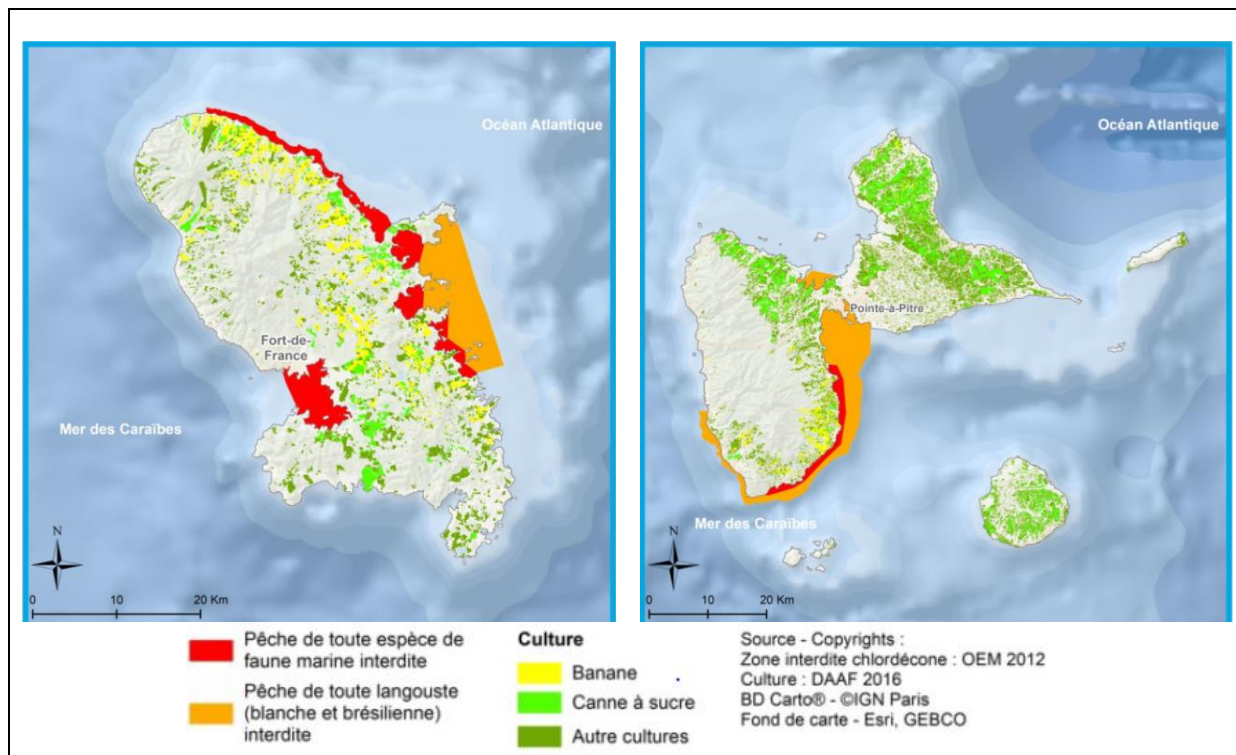 Océan Atlantique
Fort-de-
France
Mer des Caraïbes
N
0 10 20 Km
Océan Atlantique
Pointe-à-Pitre
Mer des Caraïbes
N
0 10 20 Km
Pêche de toute espèce de
faune marine interdite
Pêche de toute langouste
(blanche et brésilienne)
interdite
Culture
Banane
Canne à sucre
Autre cultures
Source - Copyrights :
Zone interdite chlordécone : OEM 2012
Culture : DAAF 2016
BD Carto® - ©IGN Paris
Fond de carte - Esri, GEBCO